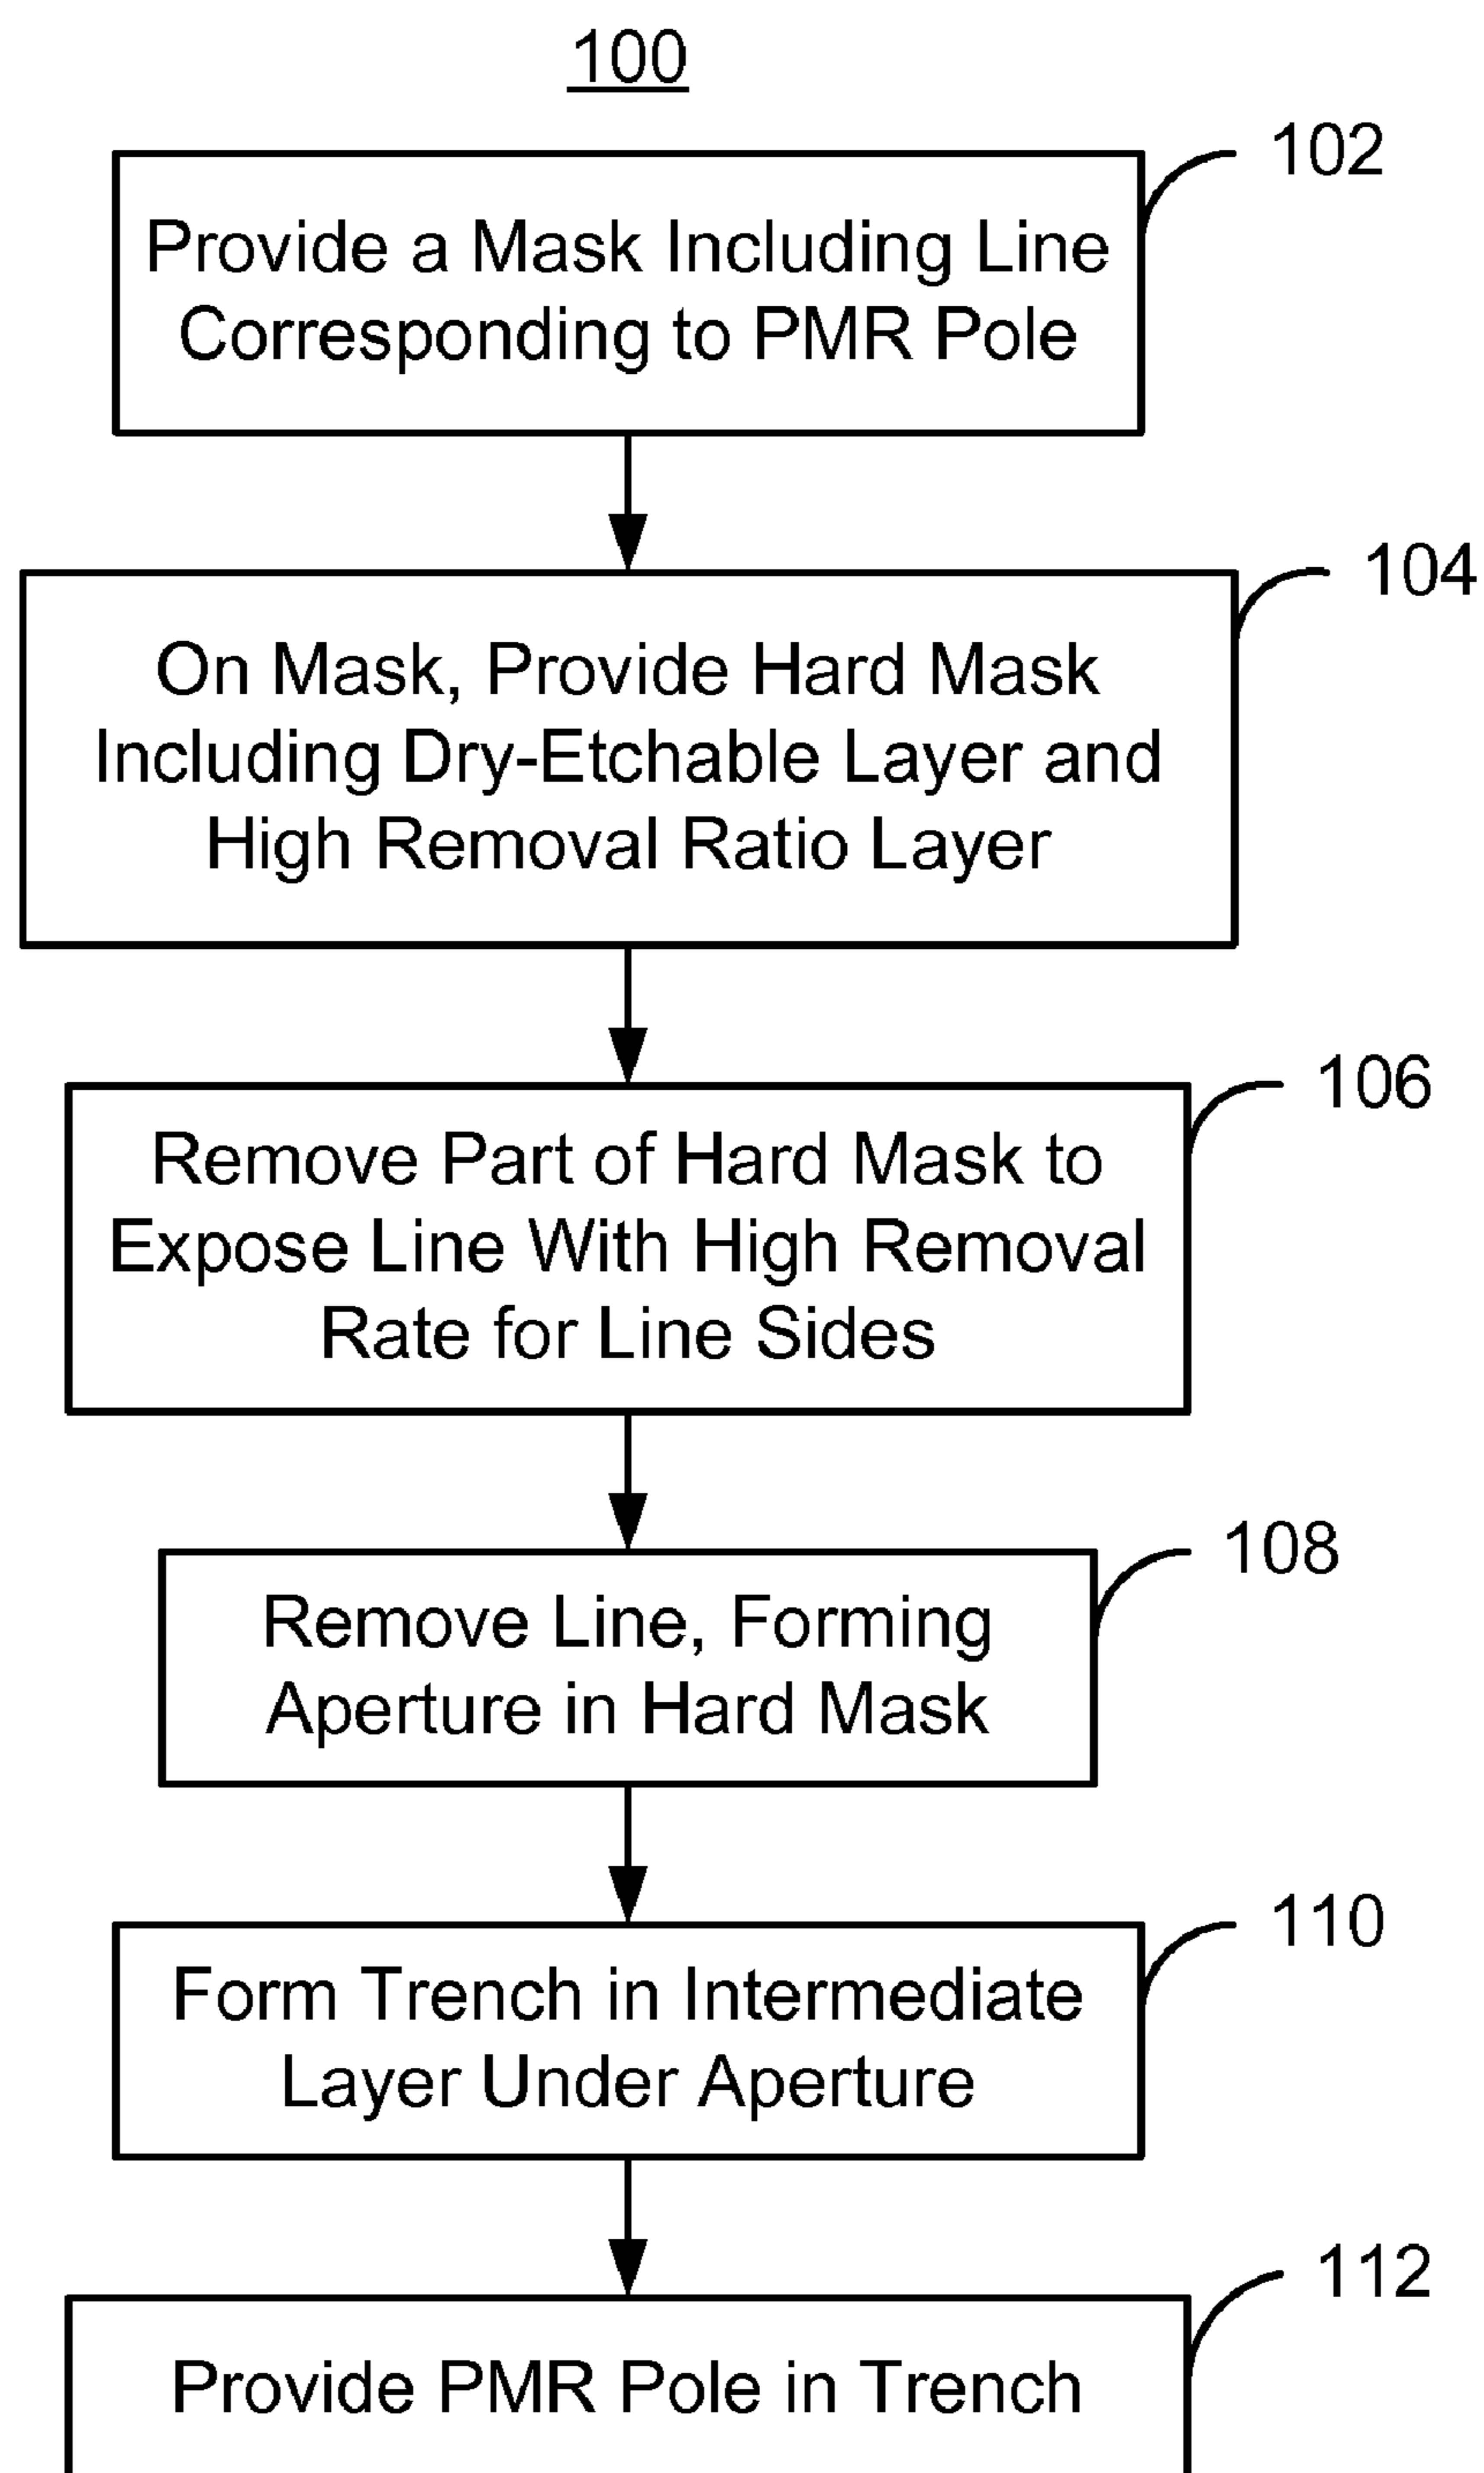 100
102
Provide a Mask Including Line
Corresponding to PMR Pole
104
On Mask, Provide Hard Mask
Including Dry-Etchable Layer and
High Removal Ratio Layer
106
Remove Part of Hard Mask to
Expose Line With High Removal
Rate for Line Sides
108
Remove Line, Forming
Aperture in Hard Mask
110
Form Trench in Intermediate
Layer Under Aperture
112
Provide PMR Pole in Trench